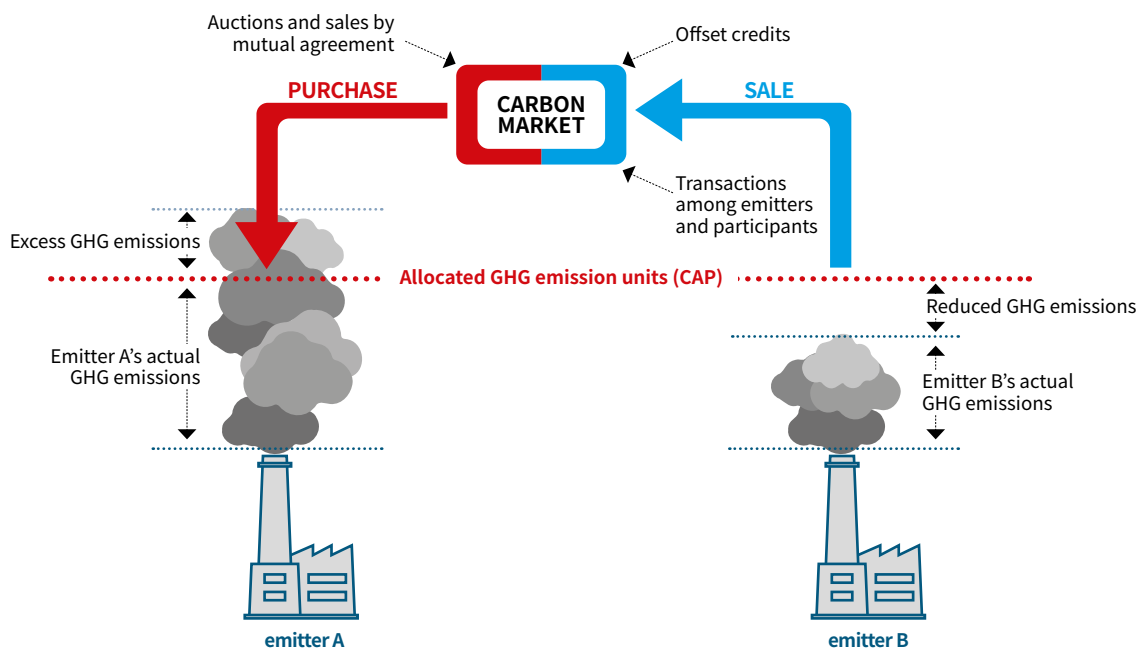 Auctions and sales by
mutual agreement
Offset credits
PURCHASE
CARBON
MARKET
SALE
Transactions
among emitters
and participants
Excess GHG emissions
Allocated GHG emission units (CAP)
Reduced GHG emissions
Emitter A’s actual
GHG emissions
Emitter B’s actual
GHG emissions
emitter A
emitter B